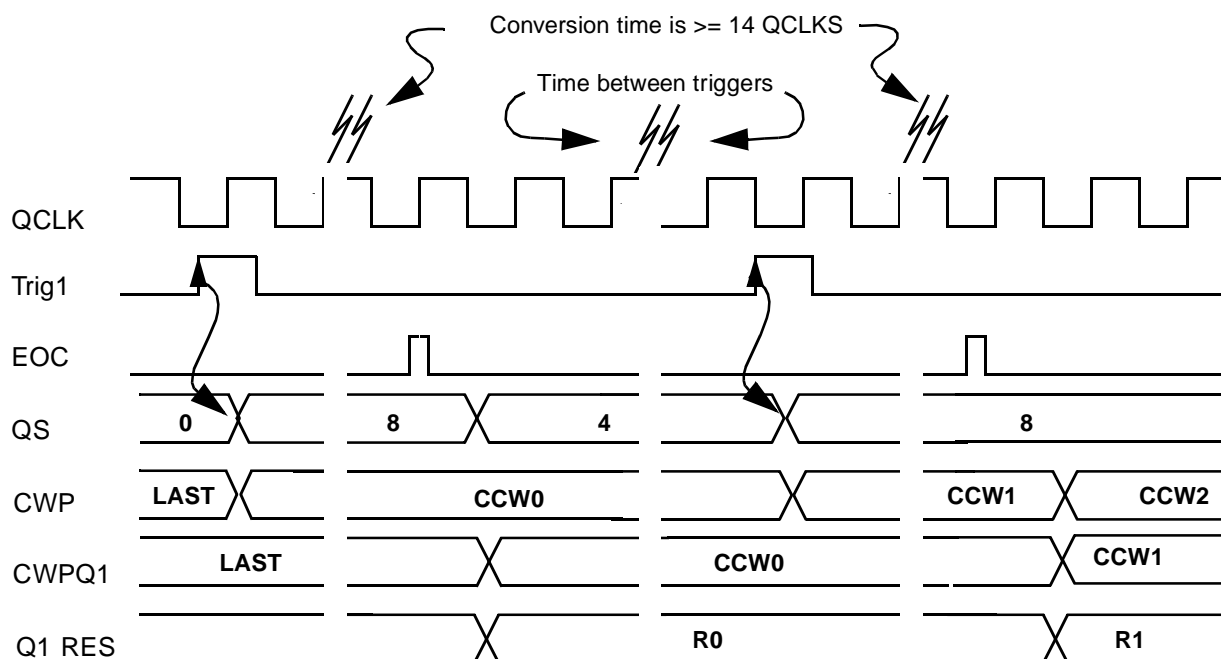 Conversion time is >= 14 QCLKS
Time between triggers
QCLK
Trig1
EOC
QS 0 8 4 8
CWP LAST CCW0 CCW1 CCW2
CWPQ1 LAST CCW0 CCW1
Q1 RES R0 R1